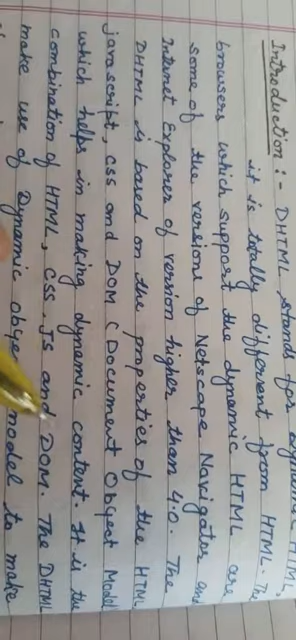 Introduction :- DHTML stands for HTML.
it is totally different from HTML. The
browsers which support the dynamic HTML are
some of the versions of Netscape Navigator and
Internet Explorer of version higher than 4.0. The
DHTML is based on the properties of the HTML,
javascript, css and DOM (Document Object Model
which helps in making dynamic content. It is the
combination of HTML, CSS, JS and DOM. The DHTML
make use of Dynamic model to make